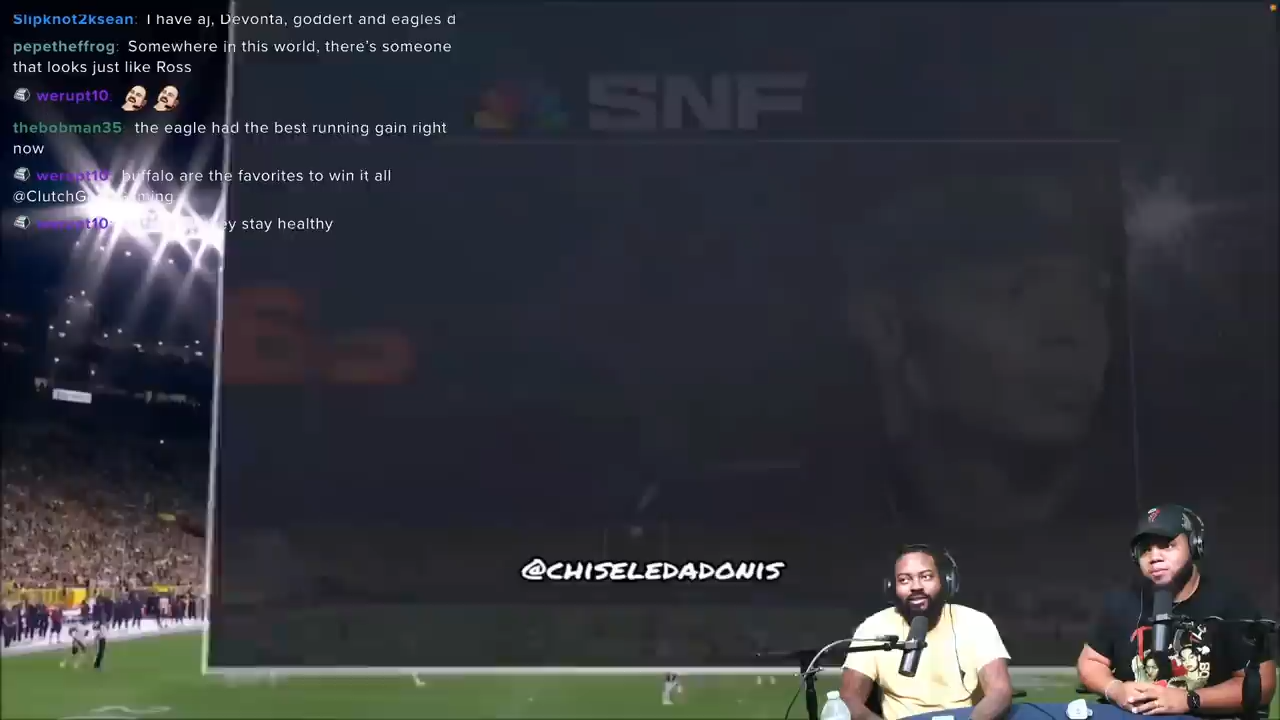 Slipknot2ksean: I have aj, Devonta, goddert and eagles d
pepetheffrog: Somewhere in this world, there's someone
that looks just like Ross
werupt10:
thebobman35 the eagle had the best running gain right
now
werupt10: buffalo are the favorites to win it all
werupt10: stay healthy
SNF
@CHISELEDADONIS